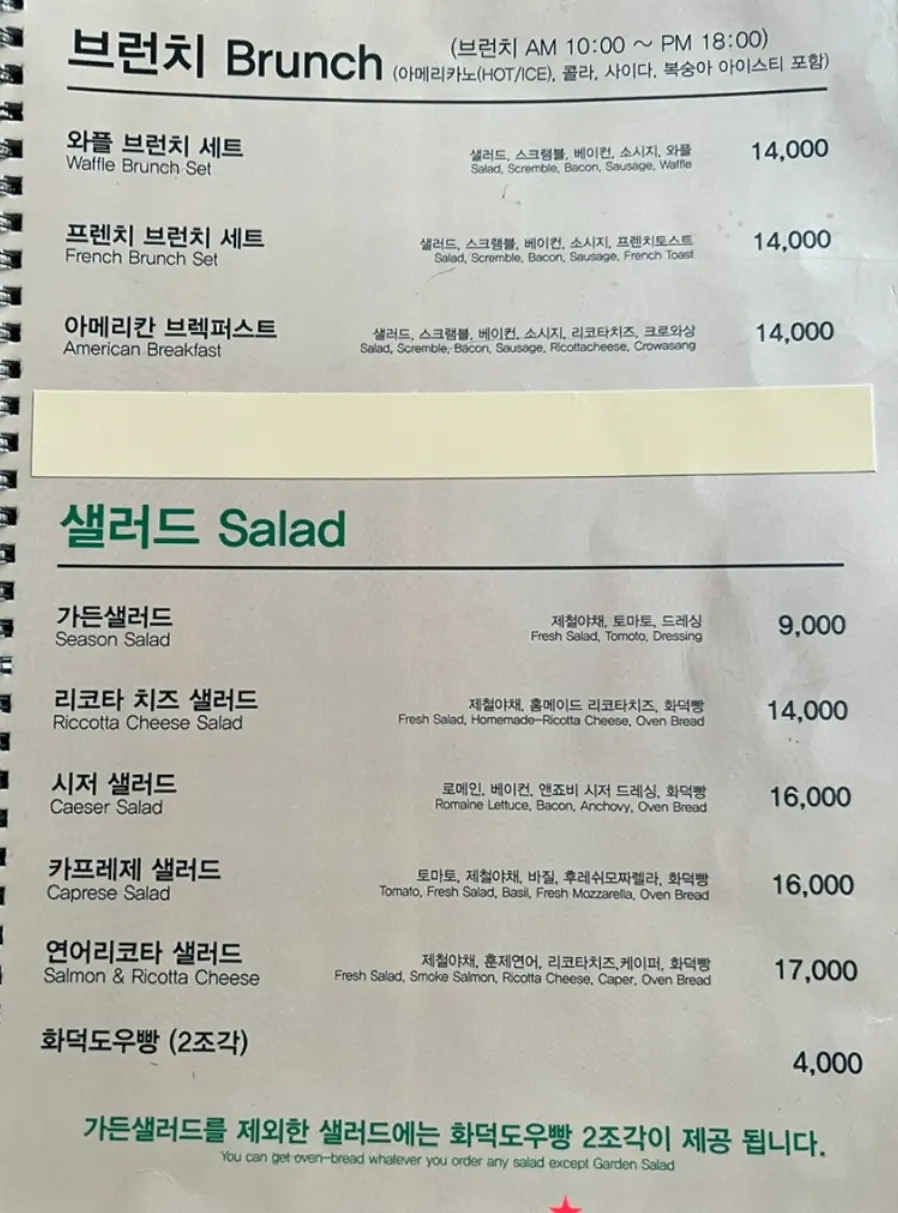 브런치 Brunch
(브런치 AM 10:00 ~ PM 18:00)
(아메리카노(HOT/ICE), 콜라, 사이다, 복숭아 아이스티 포함)
와플 브런치 세트
Waffle Brunch Set
샐러드, 스크램블, 베이컨, 소시지, 와플
Salad, Scremble, Bacon, Sausage, Waffle
14,000
프렌치 브런치 세트
French Brunch Set
샐러드, 스크램블, 베이컨, 소시지, 프렌치토스트
Salad, Scremble, Bacon, Sausage, French Toast
14,000
아메리칸 브렉퍼스트
American Breakfast
샐러드, 스크램블, 베이컨, 소시지, 리코타치즈, 크로와상
Salad, Scremble, Bacon, Sausage, Ricottacheese, Crowasang
14,000
샐러드 Salad
가든샐러드
Season Salad
제철야채, 토마토, 드레싱
Fresh Salad, Tomoto, Dressing
9,000
리코타 치즈 샐러드
Riccotta Cheese Salad
제철야채, 홈메이드 리코타치즈, 화덕빵
Fresh Salad, Homemade-Ricotta Cheese, Oven Bread
14,000
시저 샐러드
Caeser Salad
로메인, 베이컨, 앤쵸비 시저 드레싱, 화덕빵
Romaine Lettuce, Bacon, Anchovy, Oven Bread
16,000
카프레제 샐러드
Caprese Salad
토마토, 제철야채, 바질, 후레쉬모짜렐라, 화덕빵
Tomato, Fresh Salad, Basil, Fresh Mozzarella, Oven Bread
16,000
연어리코타 샐러드
Salmon & Ricotta Cheese
제철야채, 훈제연어, 리코타치즈,케이퍼, 화덕빵
Fresh Salad, Smoke Salmon, Ricotta Cheese, Caper, Oven Bread
17,000
화덕도우빵 (2조각)
4,000
가든샐러드를 제외한 샐러드에는 화덕도우빵 2조각이 제공 됩니다.
You can get oven-bread whatever you order any salad except Garden Salad